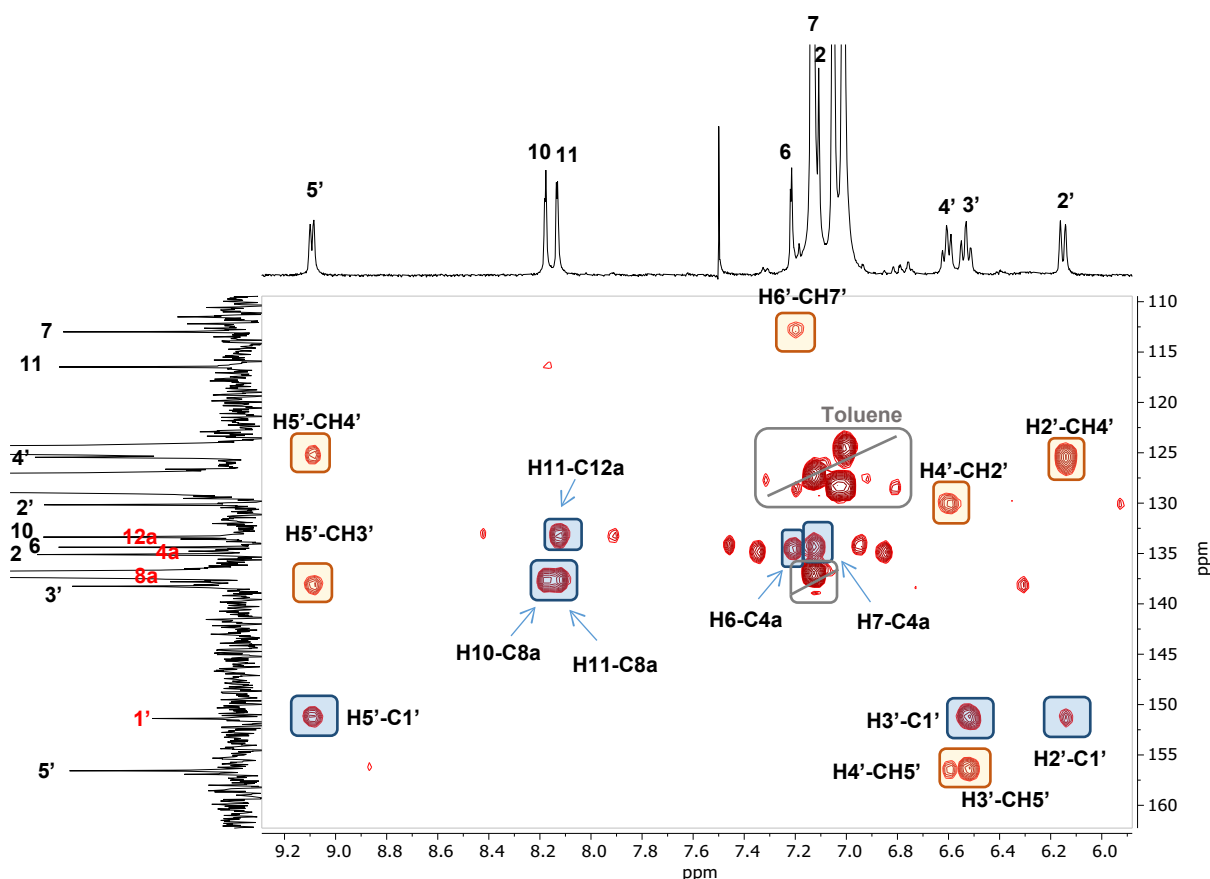 7
2
10 11
6
5'
4' 3'
2'
H6'-CH7'
110
7
115
11
H5'-CH4'
Toluene
H2'-CH4'
120
125
4'
H11-C12a
H4'-CH2'
130
2'
10 12a
H5'-CH3'
6
4a
135
2
8a
3'
H6-C4a
H7-C4a
140
H10-C8a
H11-C8a
145
1'
H5'-C1'
H3'-C1'
H2'-C1'
150
5'
H4'-CH5'
155
H3'-CH5'
160
ppm
9.2 9.0 8.8 8.6 8.4 8.2 8.0 7.8 7.6 7.4 7.2 7.0 6.8 6.6 6.4 6.2 6.0
ppm